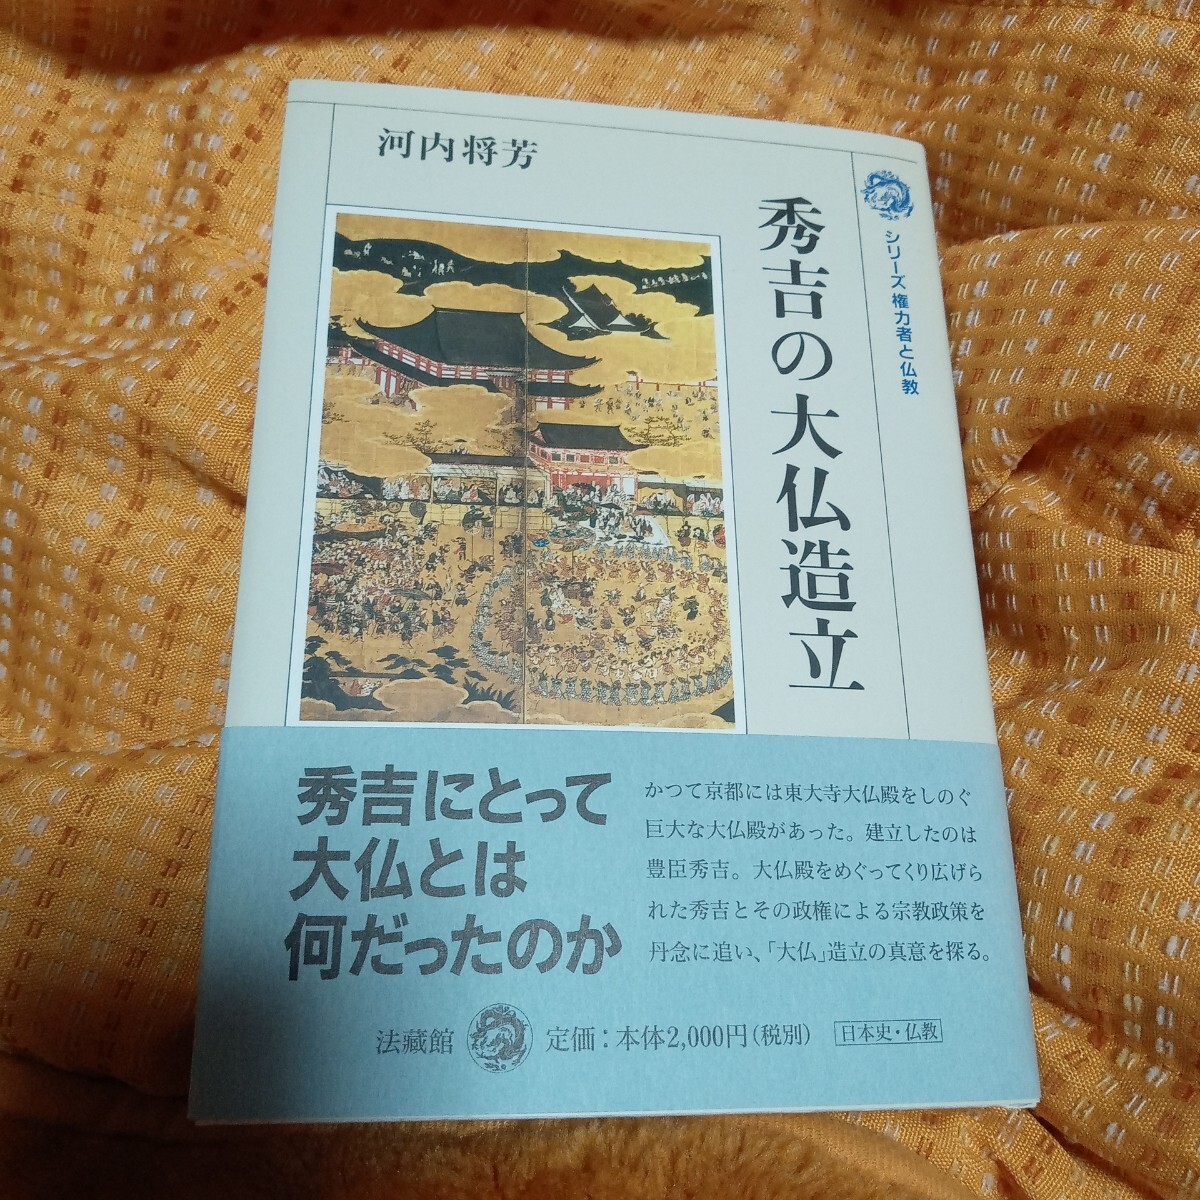 河内将芳
シリーズ 権力者と仏教
秀吉の大仏造立
秀吉にとって
大仏とは
何だったのか
かつて京都には東大寺大仏殿をしのぐ
巨大な大仏殿があった。建立したのは
豊臣秀吉。大仏殿をめぐってくり広げら
れた秀吉とその政権による宗教政策を
丹念に追い、「大仏」造立の真意を探る。
法藏館
定価：本体2,000円（税別）
日本史・仏教